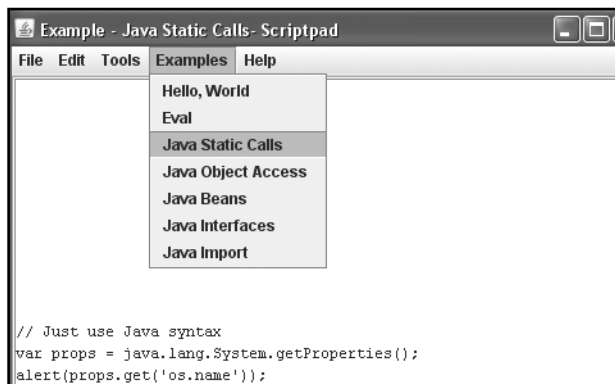 Example - Java Static Calls- Scriptpad
File Edit Tools Examples Help
Hello, World
Eval
Java Static Calls
Java Object Access
Java Beans
Java Interfaces
Java Import
// Just use Java syntax
var props = java.lang.System.getProperties();
alert(props.get('os.name'));